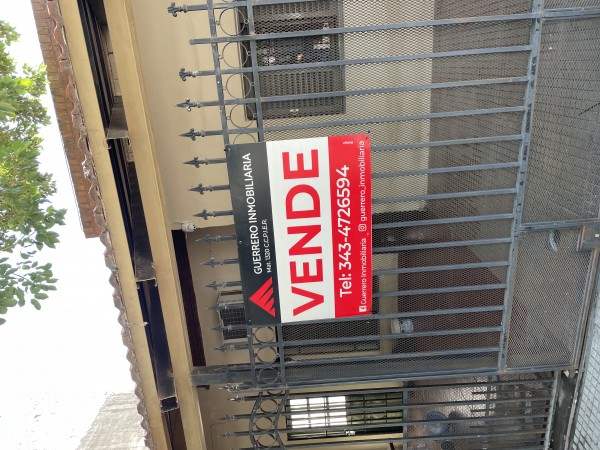 GUERRERO INMOBILIARIA
Mat. 1320 C.C.P.I.E.R.
VENDE
Tel: 343-4726594
Guerrero Inmobiliaria guerrero_inmobiliaria